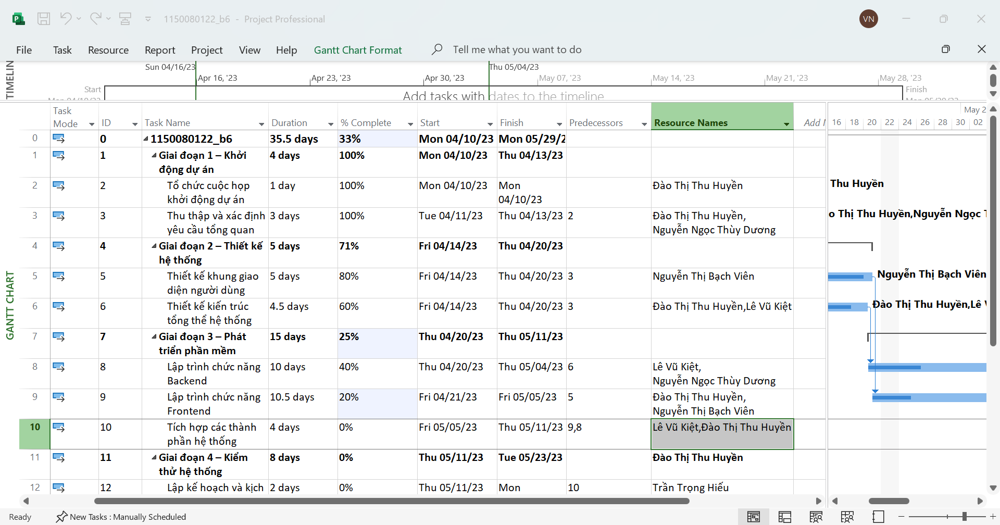 1150080122_b6 - Project Professional
VN
File Task Resource Report Project View Help Gantt Chart Format Tell me what you want to do
TIMELIN
Sun 04/16/23 Thu 05/04/23
Apr 16, '23 Apr 23, '23 Apr 30, '23 May 07, '23 May 14, '23 May 21, '23 May 28, '23
Start Finish
Add tasks with dates to the timeline
GANTT CHART
Task Mode ID Task Name Duration % Complete Start Finish Predecessors Resource Names Add
May 2
16 18 20 22 24 26 28 30 02
0 0 1150080122_b6 35.5 days 33% Mon 04/10/23 Mon 05/29/2
1 1 Giai đoạn 1 – Khởi 4 days 100% Mon 04/10/23 Thu 04/13/23
động dự án
2 2 Tổ chức cuộc họp 1 day 100% Mon 04/10/23 Mon Đào Thị Thu Huyền
khởi động dự án 04/10/23
Thu Huyền
3 3 Thu thập và xác định 3 days 100% Tue 04/11/23 Thu 04/13/23 2 Đào Thị Thu Huyền,
yêu cầu tổng quan Nguyễn Ngọc Thùy Dương
o Thị Thu Huyền,Nguyễn Ngọc T
4 4 Giai đoạn 2 – Thiết kế 5 days 71% Fri 04/14/23 Thu 04/20/23
hệ thống
5 5 Thiết kế khung giao 5 days 80% Fri 04/14/23 Thu 04/20/23 3 Nguyễn Thị Bạch Viên
diện người dùng
Nguyễn Thị Bạch Viên
6 6 Thiết kế kiến trúc 4.5 days 60% Fri 04/14/23 Thu 04/20/23 3 Đào Thị Thu Huyền,Lê Vũ Kiệt
tổng thể hệ thống
Đào Thị Thu Huyền,Lê V
7 7 Giai đoạn 3 – Phát 15 days 25% Thu 04/20/23 Thu 05/11/23
triển phần mềm
8 8 Lập trình chức năng 10 days 40% Thu 04/20/23 Thu 05/04/23 6 Lê Vũ Kiệt,
Backend Nguyễn Ngọc Thùy Dương
9 9 Lập trình chức năng 10.5 days 20% Fri 04/21/23 Fri 05/05/23 5 Đào Thị Thu Huyền,
Frontend Nguyễn Thị Bạch Viên
10 10 Tích hợp các thành 4 days 0% Fri 05/05/23 Thu 05/11/23 9,8 Lê Vũ Kiệt,Đào Thị Thu Huyền
phần hệ thống
11 11 Giai đoạn 4 – Kiểm 8 days 0% Thu 05/11/23 Tue 05/23/23 Đào Thị Thu Huyền
thử hệ thống
12 12 Lập kế hoạch và kịch 2 days 0% Thu 05/11/23 Mon 10 Trần Trọng Hiếu
Ready New Tasks : Manually Scheduled